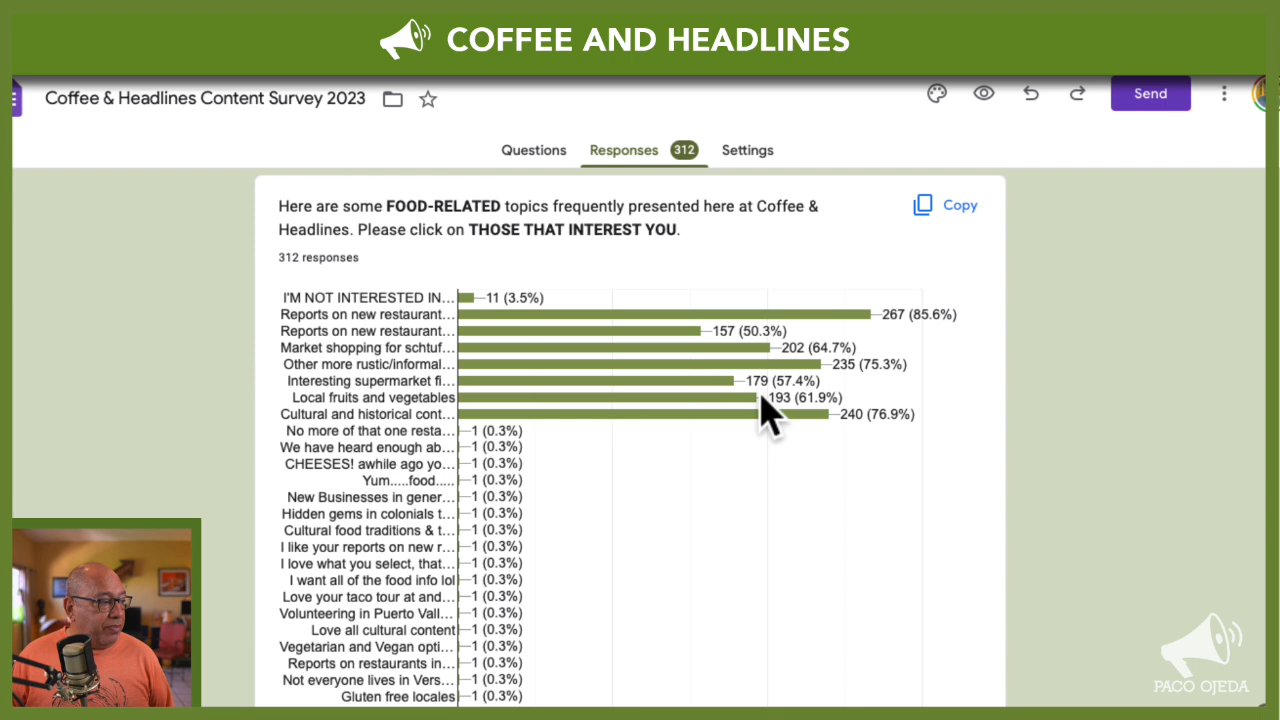 COFFEE AND HEADLINES
Coffee & Headlines Content Survey 2023
Send
Questions
Responses 312
Settings
Here are some FOOD-RELATED topics frequently presented here at Coffee &
Headlines. Please click on THOSE THAT INTEREST YOU.
Copy
312 responses
I'M NOT INTERESTED IN... 11 (3.5%)
Reports on new restaurant... 267 (85.6%)
Reports on new restaurant... 157 (50.3%)
Market shopping for schtuf... 202 (64.7%)
Other more rustic/informal... 235 (75.3%)
Interesting supermarket fi... 179 (57.4%)
Local fruits and vegetables 193 (61.9%)
Cultural and historical cont... 240 (76.9%)
No more of that one resta... 1 (0.3%)
We have heard enough ab... 1 (0.3%)
CHEESES! awhile ago yo... 1 (0.3%)
Yum.....food..... 1 (0.3%)
New Businesses in gener... 1 (0.3%)
Hidden gems in colonials t... 1 (0.3%)
Cultural food traditions & t... 1 (0.3%)
I like your reports on new r... 1 (0.3%)
I love what you select, that... 1 (0.3%)
I want all of the food info lol 1 (0.3%)
Love your taco tour at and... 1 (0.3%)
Volunteering in Puerto Vall... 1 (0.3%)
Love all cultural content 1 (0.3%)
Vegetarian and Vegan opti... 1 (0.3%)
Reports on restaurants in... 1 (0.3%)
Not everyone lives in Vers... 1 (0.3%)
Gluten free locales 1 (0.3%)
PACO OJEDA